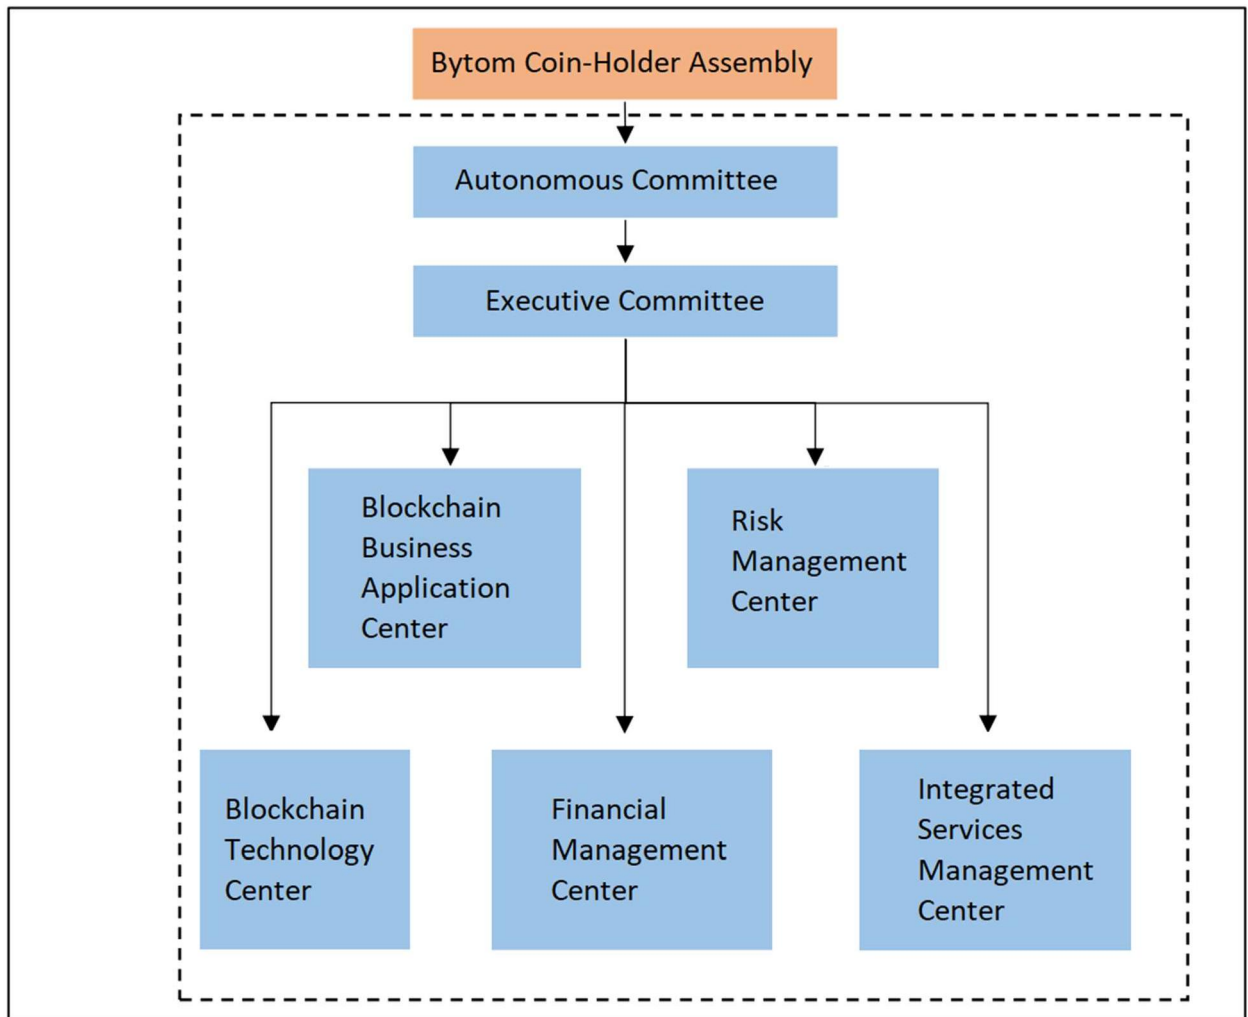 Bytom Coin-Holder Assembly
Autonomous Committee
Executive Committee
Blockchain
Business
Application
Center
Risk
Management
Center
Blockchain
Technology
Center
Financial
Management
Center
Integrated
Services
Management
Center